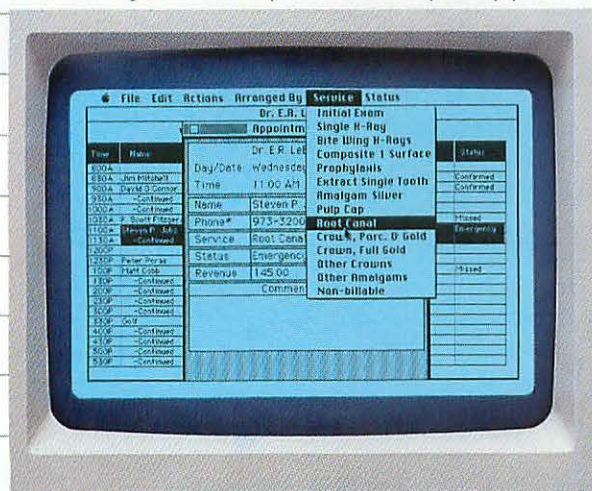 File Edit Actions Arranged By Service Status
Dr. E.R. L
Appointm
Initial Exam
Single X-Ray
Bite Wing X-Rays
Composite 1 Surface
Prophylaxis
Extract Single Tooth
Amalgam Silver
Pulp Cap
Root Canal
Crown, Porc. & Gold
Crown, Full Gold
Other Crowns
Other Amalgams
Non-billable
Dr. E.R. Le
Day/Date Wednesday
Time 11:00 AM
Name Steven P.
Phone# 973-3200
Service Root Canal
Status Emergency
Revenue 145.00
Comment
Time Name Status
800A
830A Jim Mitchell Confirmed
900A David O'Connor Confirmed
930A -Continued
1000A -Continued
1030A F. Scott Fitzger Missed
1100A Steven P. Jobs Emergency
1130A -Continued
1200P
1230P Peter
100P Matt Cobb Missed
130P -Continued
200P -Continued
230P -Continued
300P -Continued
330P Golf
400P -Continued
430P -Continued
500P -Continued
530P -Continued